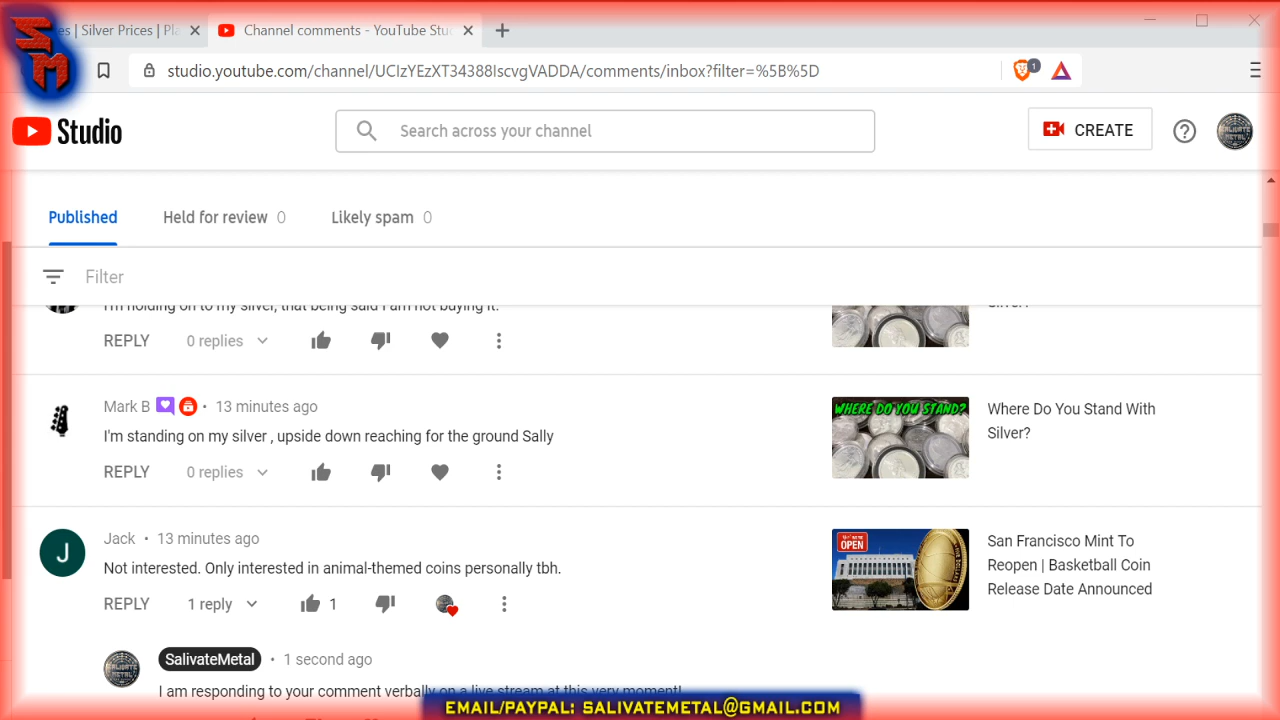 SM
es | Silver Prices | Pla
Channel comments - YouTube Stud
studio.youtube.com/channel/UCIzYEzXT34388lscvgVADDA/comments/inbox?filter=%5B%5D
1
Studio
Search across your channel
CREATE
Published
Held for review 0
Likely spam 0
Filter
I'm holding on to my silver, that being said I am not buying it.
Silver?
REPLY
0 replies
Mark B • 13 minutes ago
I'm standing on my silver , upside down reaching for the ground Sally
REPLY
0 replies
WHERE DO YOU STAND?
Where Do You Stand With
Silver?
J
Jack • 13 minutes ago
Not interested. Only interested in animal-themed coins personally tbh.
REPLY
1 reply
1
OPEN
San Francisco Mint To
Reopen | Basketball Coin
Release Date Announced
SalivateMetal • 1 second ago
I am responding to your comment verbally on a live stream at this very moment!
EMAIL/PAYPAL: SALIVATEMETAL@GMAIL.COM